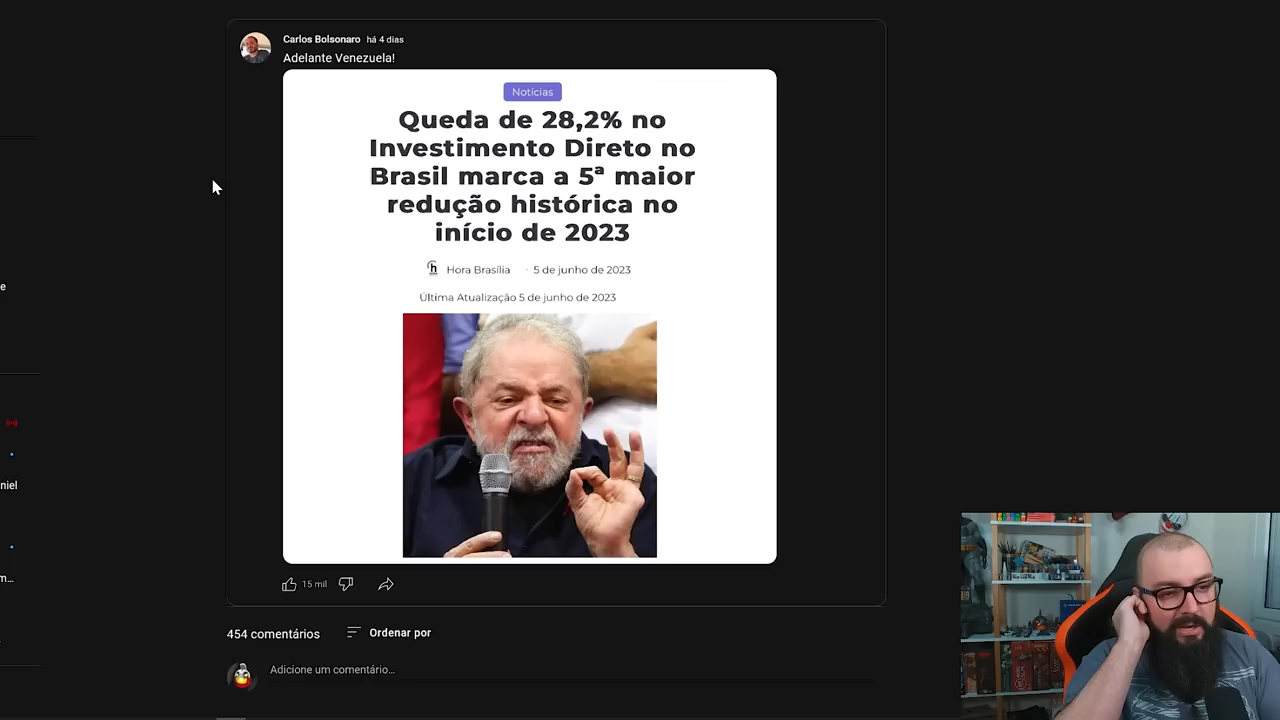 Carlos Bolsonaro há 4 dias
Adelante Venezuela!
Notícias
Queda de 28,2% no
Investimento Direto no
Brasil marca a 5ª maior
redução histórica no
início de 2023
h Hora Brasília · 5 de junho de 2023
Última Atualização 5 de junho de 2023
e
niel
m...
15 mil
454 comentários
Ordenar por
Adicione um comentário...